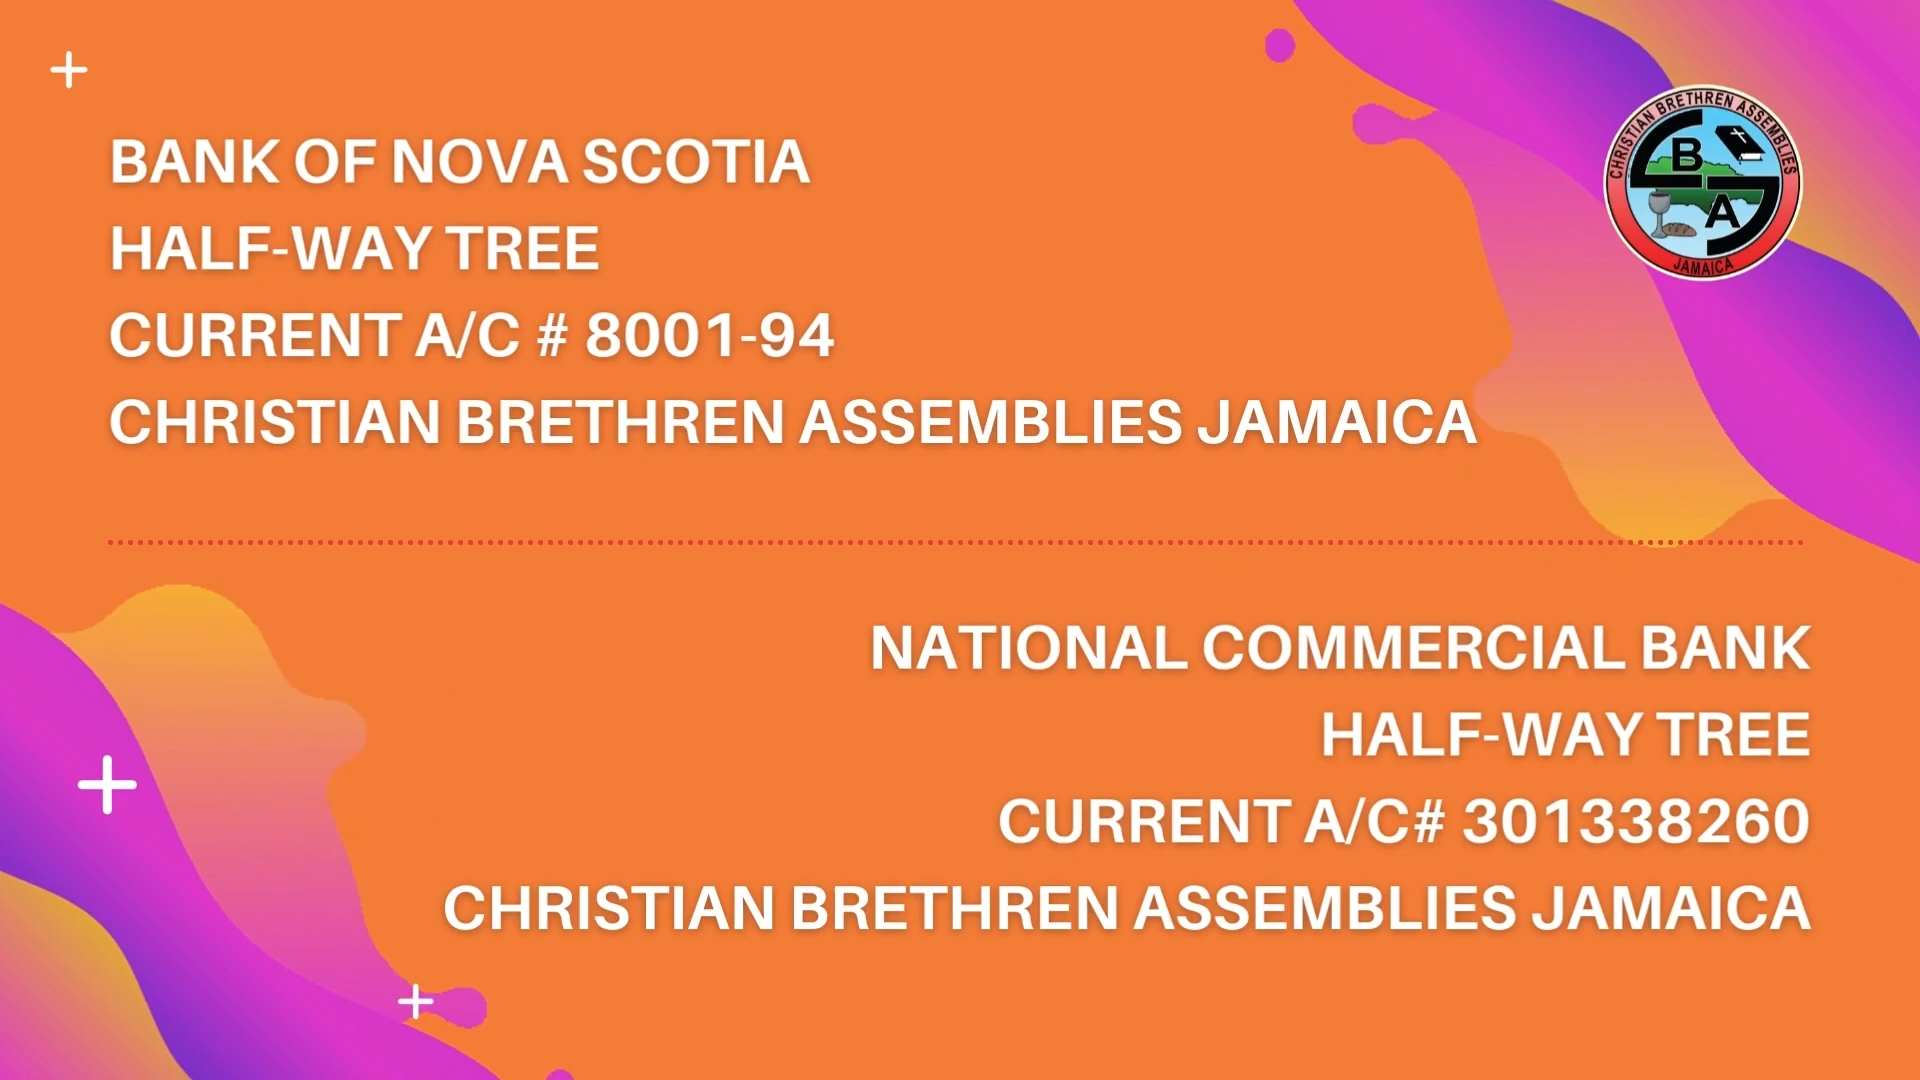 BANK OF NOVA SCOTIA
HALF-WAY TREE
CURRENT A/C # 8001-94
CHRISTIAN BRETHREN ASSEMBLIES JAMAICA
CHRISTIAN BRETHREN ASSEMBLIES
B
A
JAMAICA
NATIONAL COMMERCIAL BANK
HALF-WAY TREE
CURRENT A/C# 301338260
CHRISTIAN BRETHREN ASSEMBLIES JAMAICA